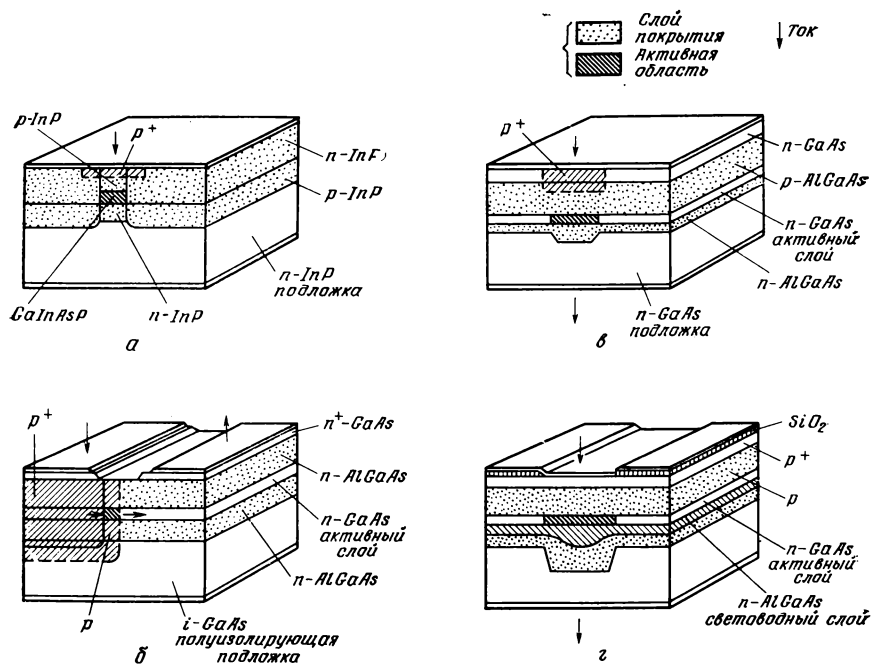 Слой
покрытия
Активная
область
Ток
p-InP
p+
n-InP
p-InP
n-InP
подложка
GaInAsP
n-InP
а
p+
n-GaAs
p-AlGaAs
n-GaAs
активный
слой
n-AlGaAs
n-GaAs
подложка
в
p+
n+-GaAs
n-AlGaAs
n-GaAs
активный
слой
n-AlGaAs
p
i-GaAs
полуизолирующая
подложка
б
SiO2
p+
p
n-GaAs
активный
слой
n-AlGaAs
световодный слой
г